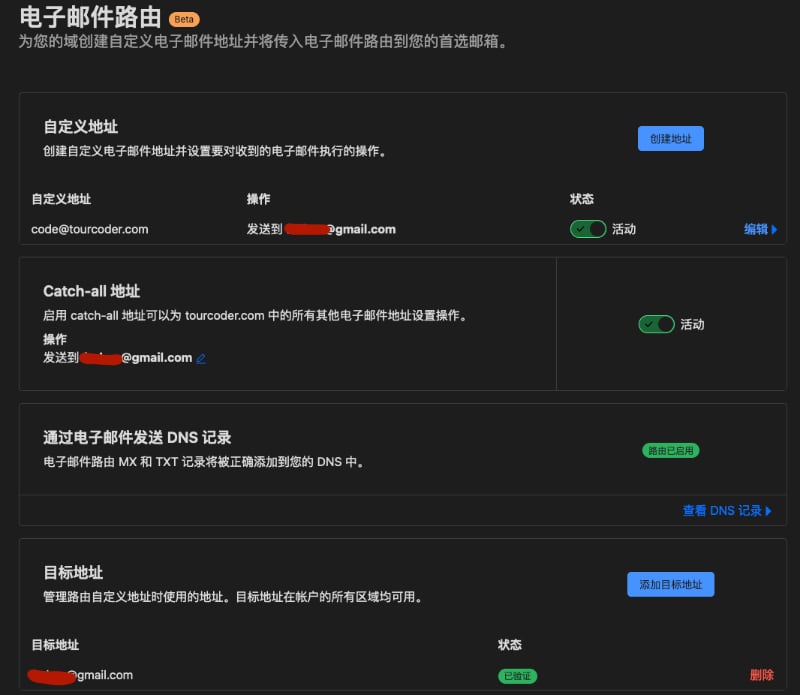 电子邮件路由 Beta
为您的域创建自定义电子邮件地址并将传入电子邮件路由到您的首选邮箱。
自定义地址
创建自定义电子邮件地址并设置要对收到的电子邮件执行的操作。
创建地址
自定义地址 操作 状态
code@tourcoder.com 发送到 @gmail.com 活动 编辑
Catch-all 地址
启用 catch-all 地址可以为 tourcoder.com 中的所有其他电子邮件地址设置操作。
操作
发送到 @gmail.com
活动
通过电子邮件发送 DNS 记录
电子邮件路由 MX 和 TXT 记录将被正确添加到您的 DNS 中。
路由已启用
查看 DNS 记录
目标地址
管理路由自定义地址时使用的地址。目标地址在帐户的所有区域均可用。
添加目标地址
目标地址 状态
@gmail.com 已验证 删除